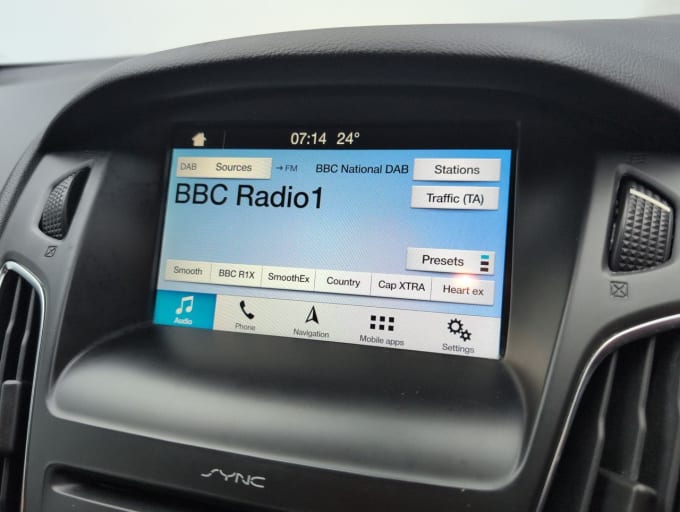 07:14 24°
DAB Sources → FM BBC National DAB Stations
BBC Radio1 Traffic (TA)
Presets
Smooth BBC R1X SmoothEx Country Cap XTRA Heart ex
Audio Phone Navigation Mobile apps Settings
SYNC